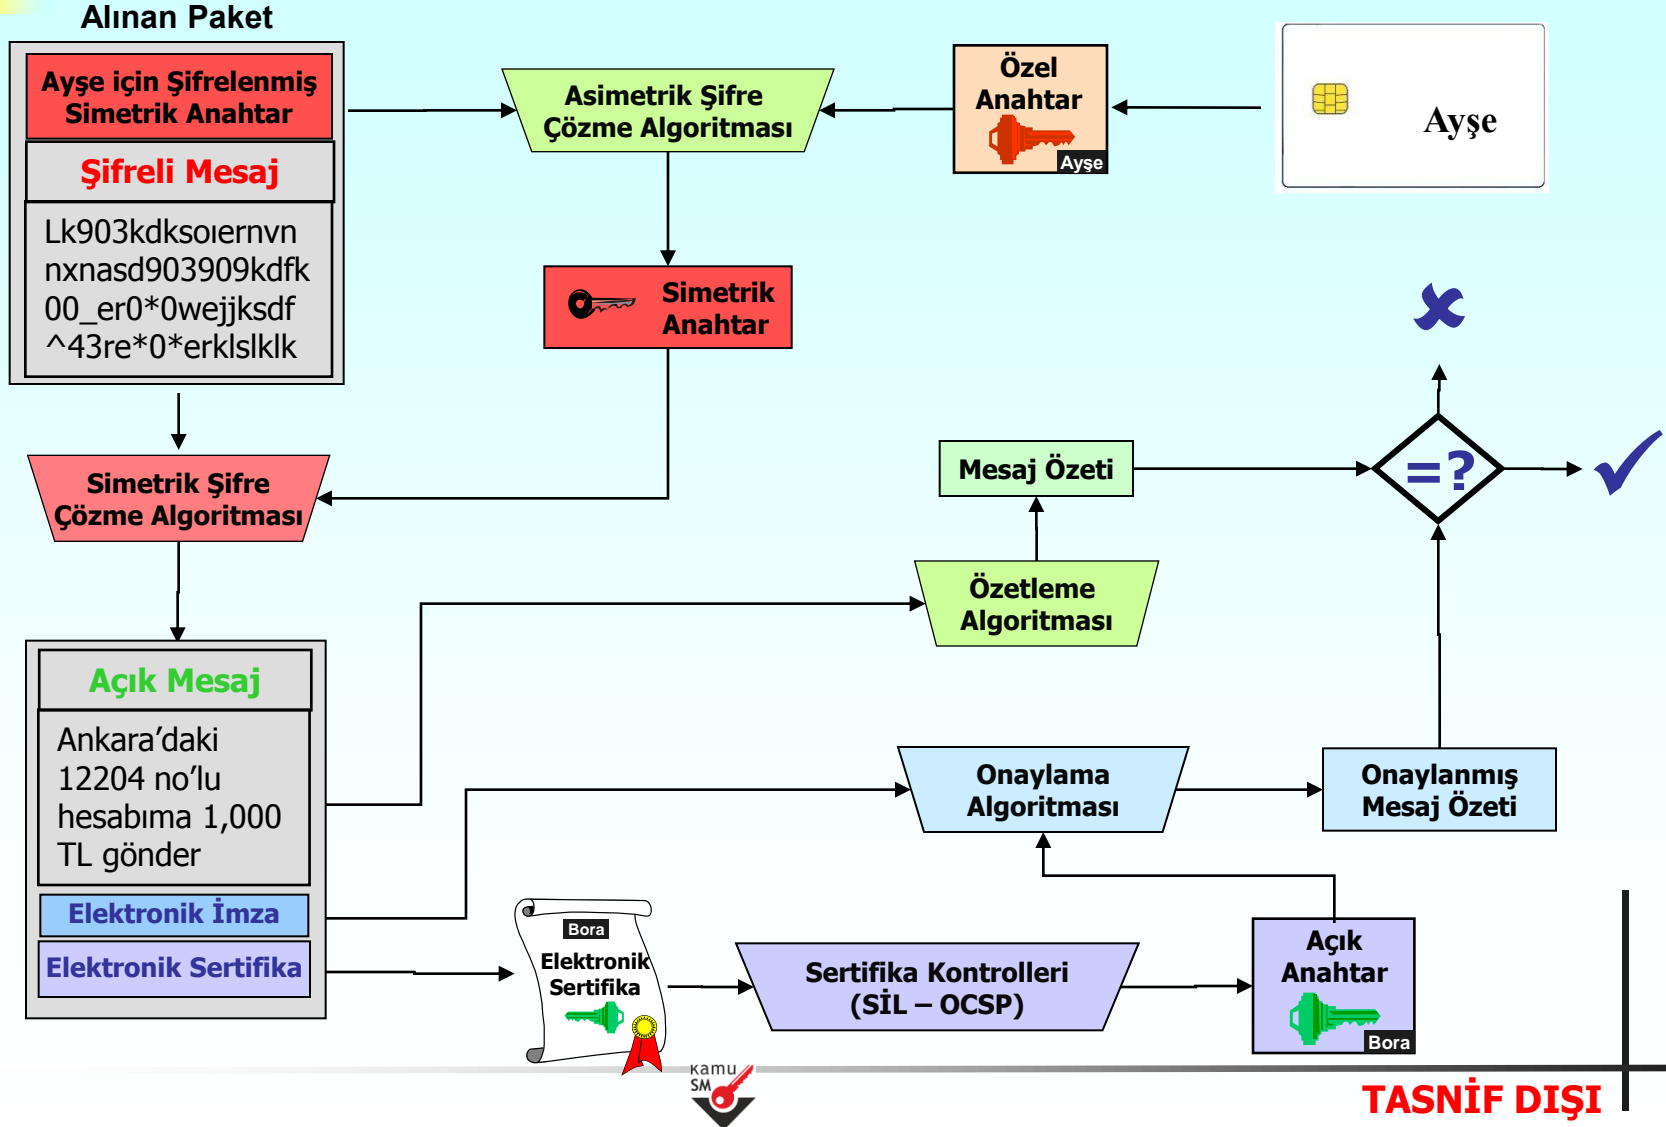 Alınan Paket
Ayşe için Şifrelenmiş
Simetrik Anahtar
Şifreli Mesaj
Lk903kdksoıernvn
nxnasd903909kdfk
00_er0*0wejjksdf
^43re*0*erklslklk
Asimetrik Şifre
Çözme Algoritması
Özel
Anahtar
Ayşe
Ayşe
Simetrik
Anahtar
Simetrik Şifre
Çözme Algoritması
Mesaj Özeti
=?
Özetleme
Algoritması
Açık Mesaj
Ankara’daki
12204 no’lu
hesabıma 1,000
TL gönder
Elektronik İmza
Elektronik Sertifika
Onaylama
Algoritması
Onaylanmış
Mesaj Özeti
Bora
Elektronik
Sertifika
Sertifika Kontrolleri
(SİL – OCSP)
Açık
Anahtar
Bora
Kamu
SM
TASNİF DIŞI